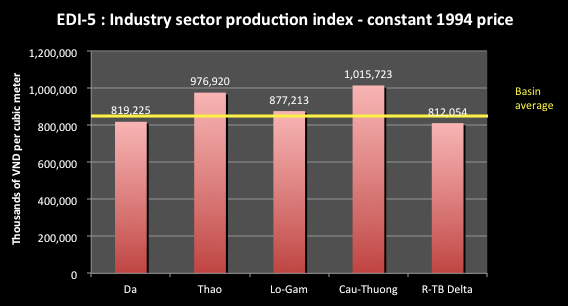 EDI-5 : Industry sector production index - constant 1994 price
Thousands of VND per cubic meter
1,200,000
1,000,000
800,000
600,000
400,000
200,000
0
819,225
976,920
877,213
1,015,723
812,054
Basin
average
Da
Thao
Lo-Gam
Cau-Thuong
R-TB Delta